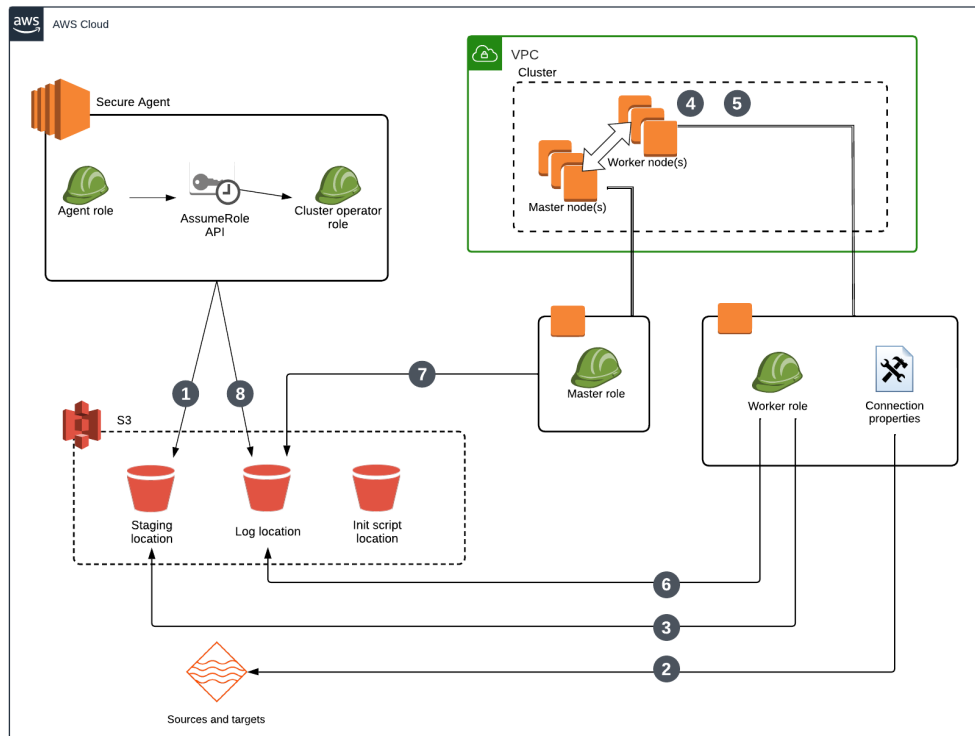 aws
AWS Cloud
VPC
Cluster
Secure Agent
4
5
Worker node(s)
Master node(s)
Agent role
AssumeRole
API
Cluster operator
role
7
Master role
Worker role
Connection
properties
1
8
S3
Staging
location
Log location
Init script
location
6
3
2
Sources and targets